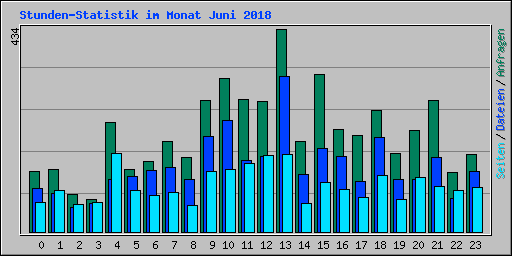 Stunden-Statistik im Monat Juni 2018
434
Seiten / Dateien / Anfragen
0 1 2 3 4 5 6 7 8 9 10 11 12 13 14 15 16 17 18 19 20 21 22 23